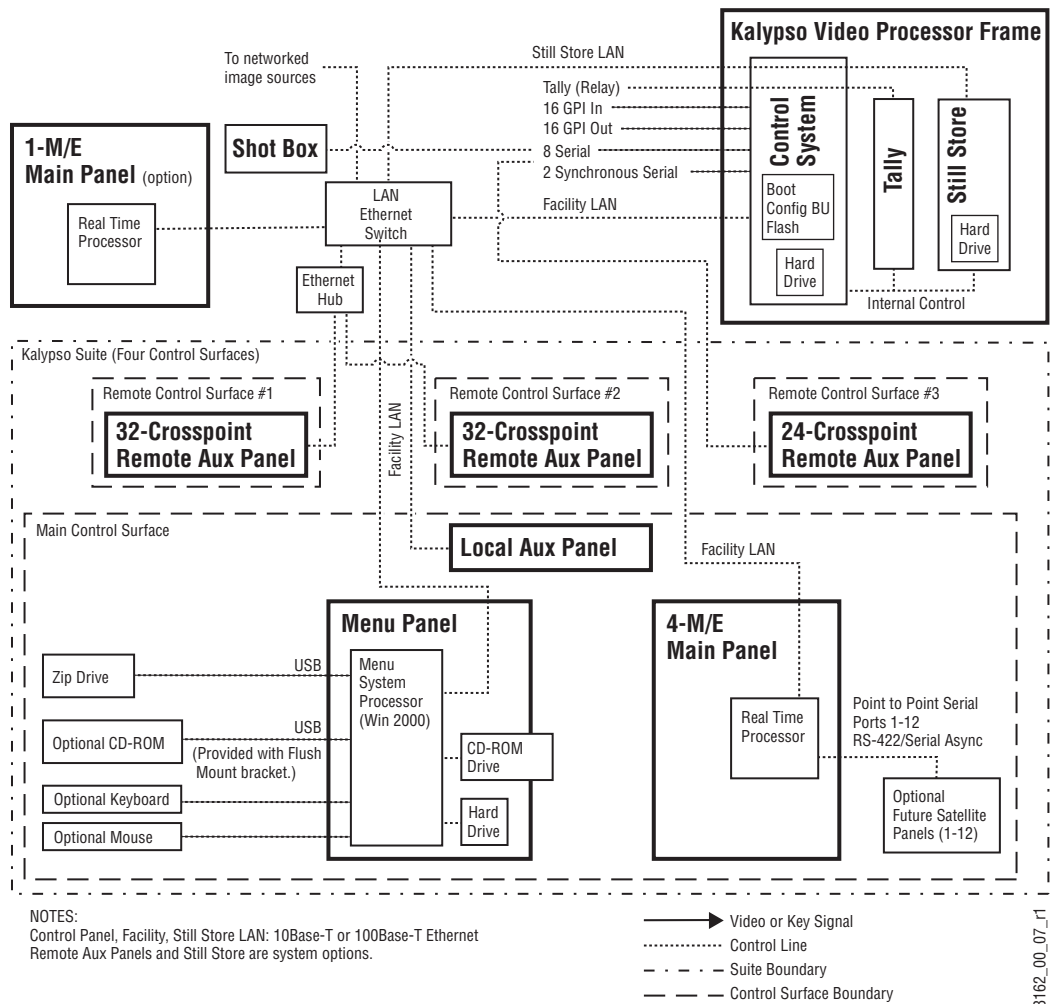 Kalypso Video Processor Frame
To networked
image sources
Still Store LAN
Tally (Relay)
16 GPI In
16 GPI Out
8 Serial
2 Synchronous Serial
Facility LAN
Control
System
Boot
Config BU
Flash
Hard
Drive
Tally
Still Store
Hard
Drive
Internal Control
1-M/E
Main Panel (option)
Real Time
Processor
Shot Box
LAN
Ethernet
Switch
Ethernet
Hub
Kalypso Suite (Four Control Surfaces)
Remote Control Surface #1
32-Crosspoint
Remote Aux Panel
Facility LAN
Remote Control Surface #2
32-Crosspoint
Remote Aux Panel
Remote Control Surface #3
24-Crosspoint
Remote Aux Panel
Main Control Surface
Local Aux Panel
Facility LAN
Menu Panel
Menu
System
Processor
(Win 2000)
CD-ROM
Drive
Hard
Drive
Zip Drive
USB
Optional CD-ROM
USB
(Provided with Flush
Mount bracket.)
Optional Keyboard
Optional Mouse
4-M/E
Main Panel
Real Time
Processor
Point to Point Serial
Ports 1-12
RS-422/Serial Async
Optional
Future Satellite
Panels (1-12)
NOTES:
Control Panel, Facility, Still Store LAN: 10Base-T or 100Base-T Ethernet
Remote Aux Panels and Still Store are system options.
Video or Key Signal
Control Line
Suite Boundary
Control Surface Boundary
8162_00_07_r1